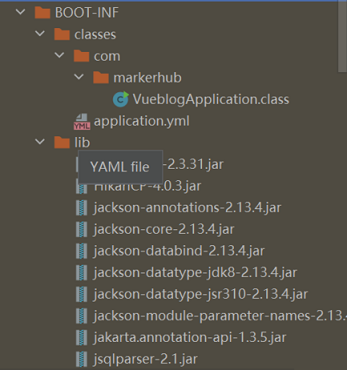 BOOT-INF
classes
com
markerhub
VueblogApplication.class
application.yml
lib
YAML file
-2.3.31.jar
HikariCP-4.0.3.jar
jackson-annotations-2.13.4.jar
jackson-core-2.13.4.jar
jackson-databind-2.13.4.jar
jackson-datatype-jdk8-2.13.4.jar
jackson-datatype-jsr310-2.13.4.jar
jackson-module-parameter-names-2.13.4
jakarta.annotation-api-1.3.5.jar
jsqlparser-2.1.jar